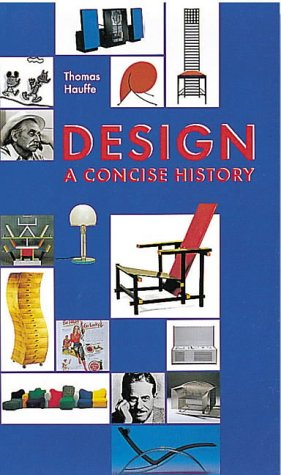 Thomas
Hauffe
DESIGN
A CONCISE HISTORY